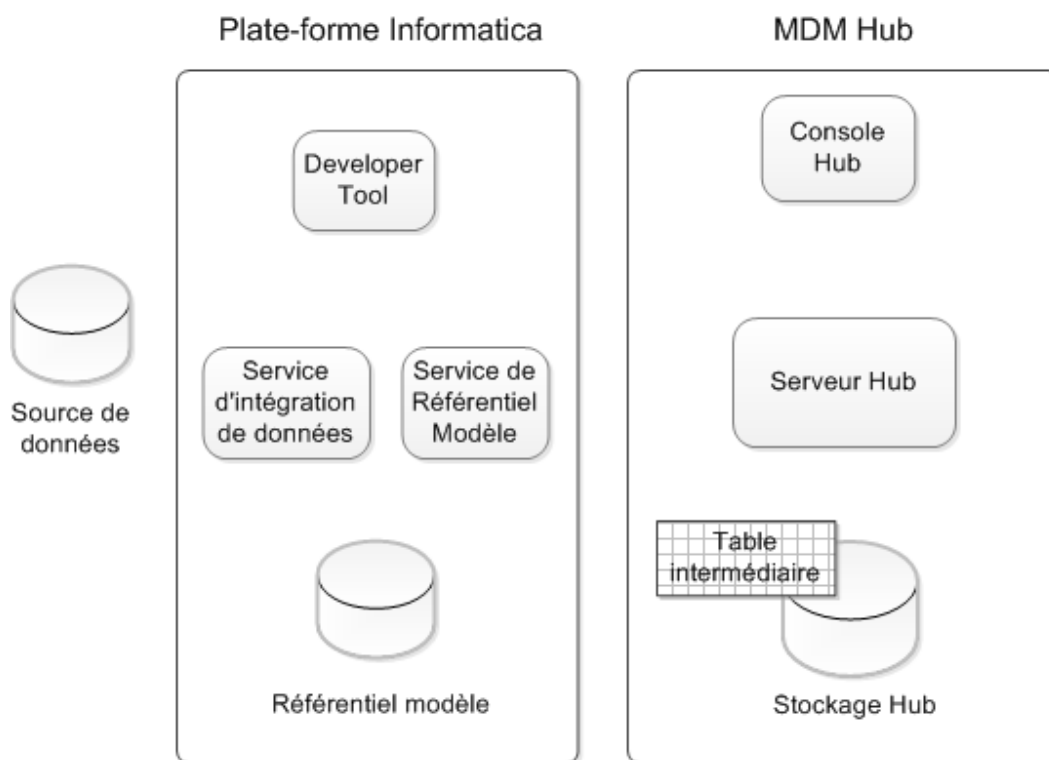 Plate-forme Informatica
MDM Hub
Developer
Tool
Console
Hub
Source de
données
Service
d'intégration
de données
Service de
Référentiel
Modèle
Serveur Hub
Table
intermédiaire
Référentiel modèle
Stockage Hub